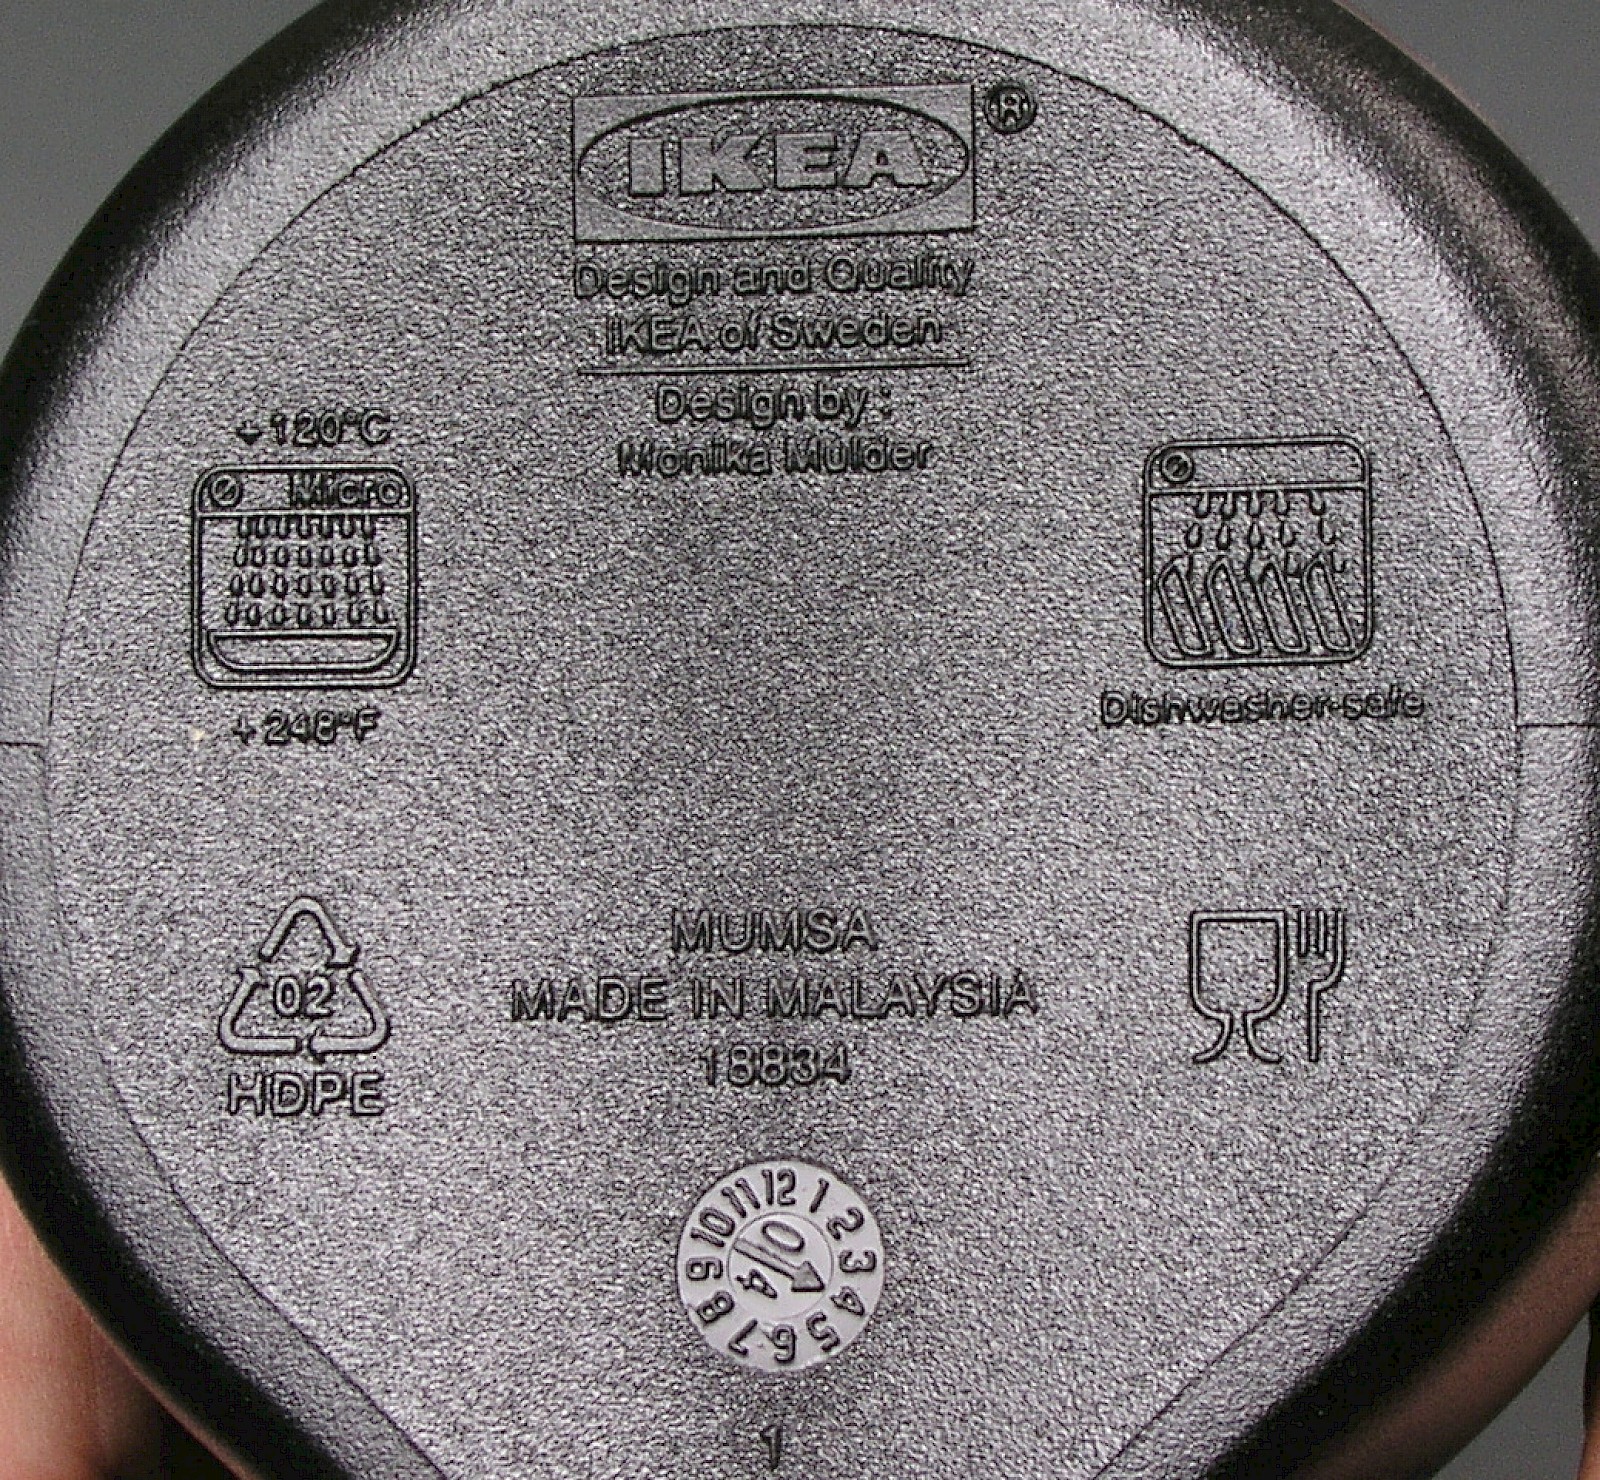 IKEA®
Design and Quality
IKEA of Sweden
Design by :
Monika Mulder
+120°C
Micro
+248°F
Dishwasher-safe
02
HDPE
MUMSA
MADE IN MALAYSIA
18834
12 1 2 3 4 5 6 7 8 9 10 11
04
1